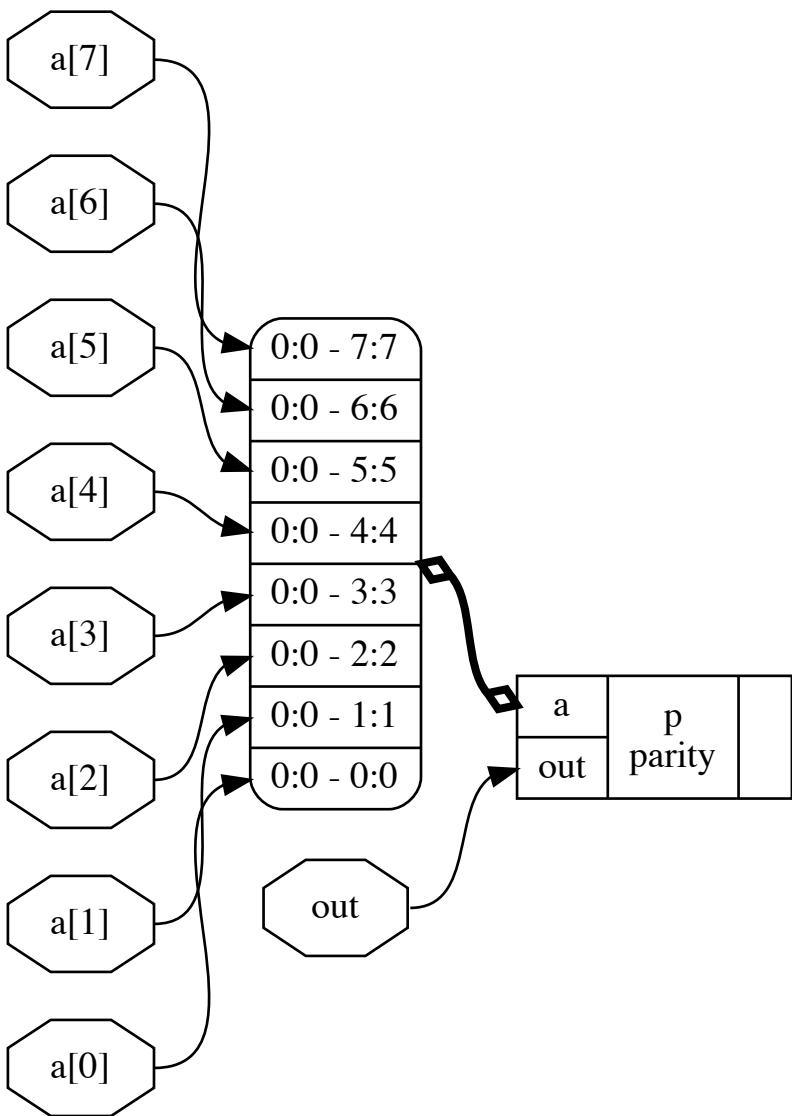 a[7]
a[6]
a[5]
a[4]
a[3]
a[2]
a[1]
a[0]
0:0 - 7:7
0:0 - 6:6
0:0 - 5:5
0:0 - 4:4
0:0 - 3:3
0:0 - 2:2
0:0 - 1:1
0:0 - 0:0
out
a
out
p
parity